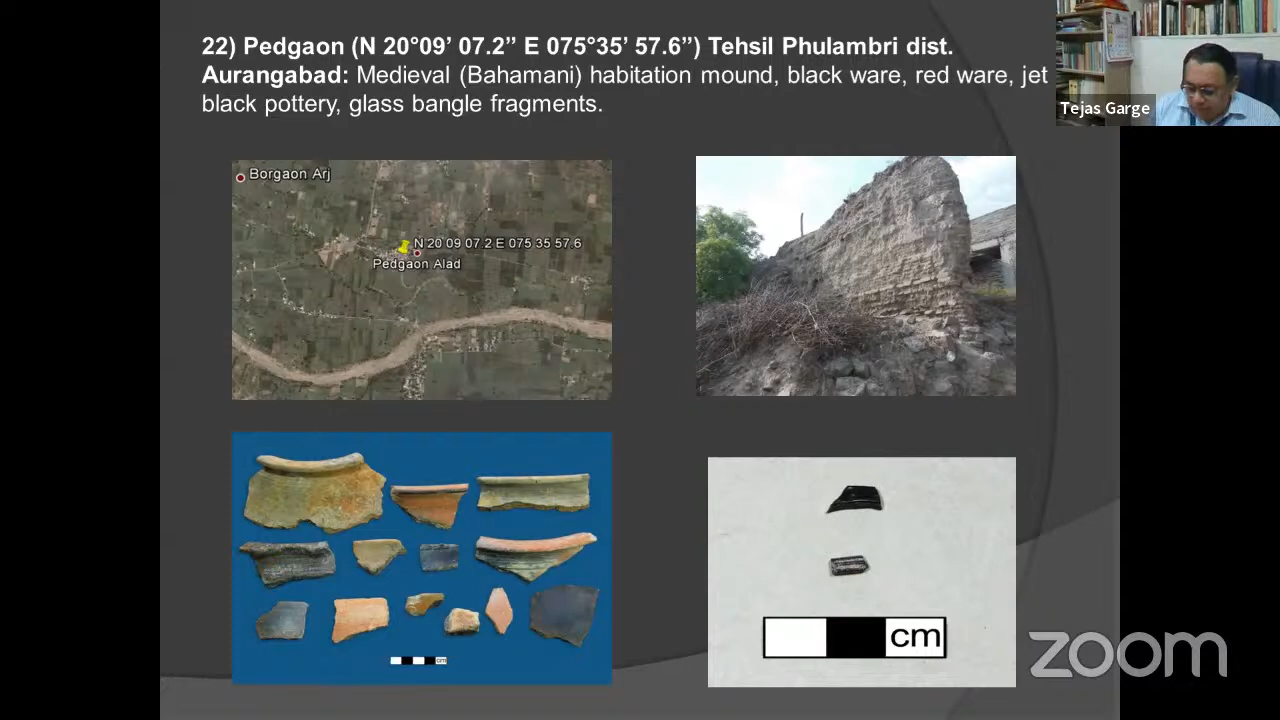 22) Pedgaon (N 20°09’ 07.2” E 075°35’ 57.6”) Tehsil Phulambri dist.
Aurangabad: Medieval (Bahamani) habitation mound, black ware, red ware, jet
black pottery, glass bangle fragments.
Tejas Garge
Borgaon Arj
N 20 09 07.2 E 075 35 57.6
Pedgaon Alad
cm
cm
zoom